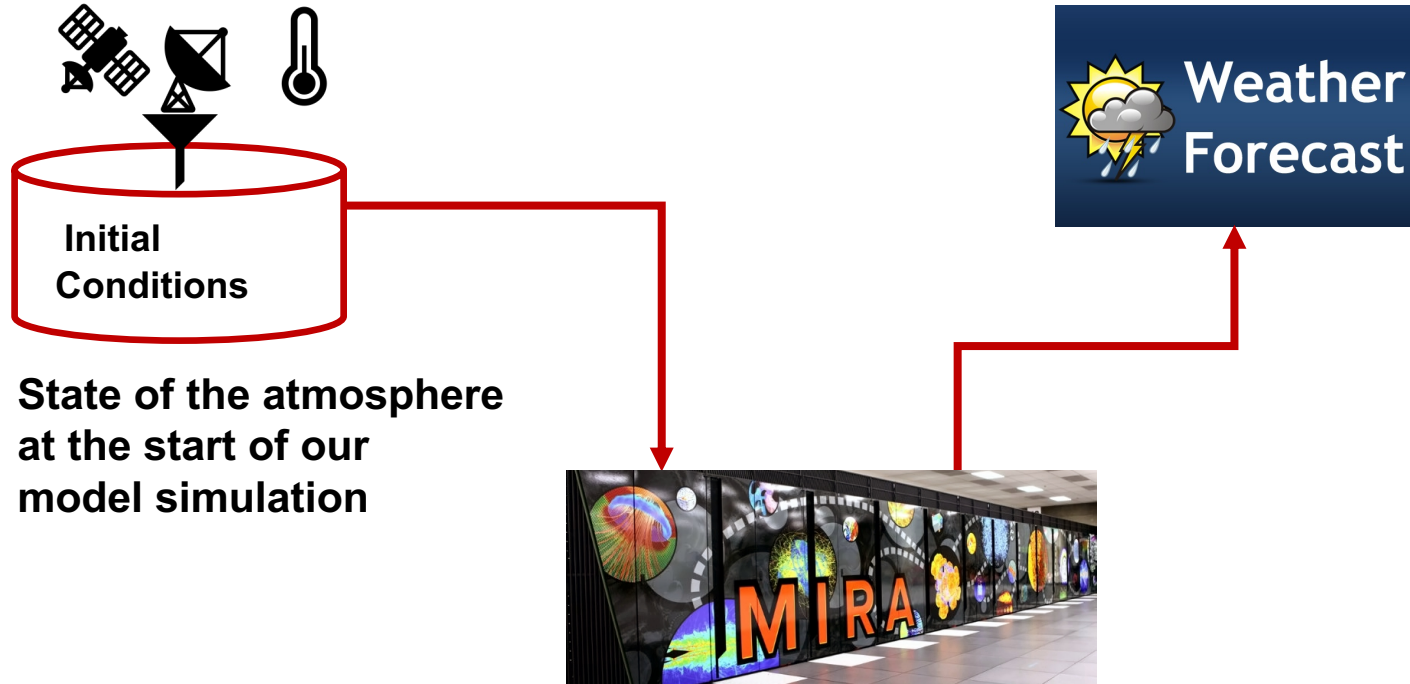 Initial
Conditions
State of the atmosphere
at the start of our
model simulation
Weather
Forecast
MIRA